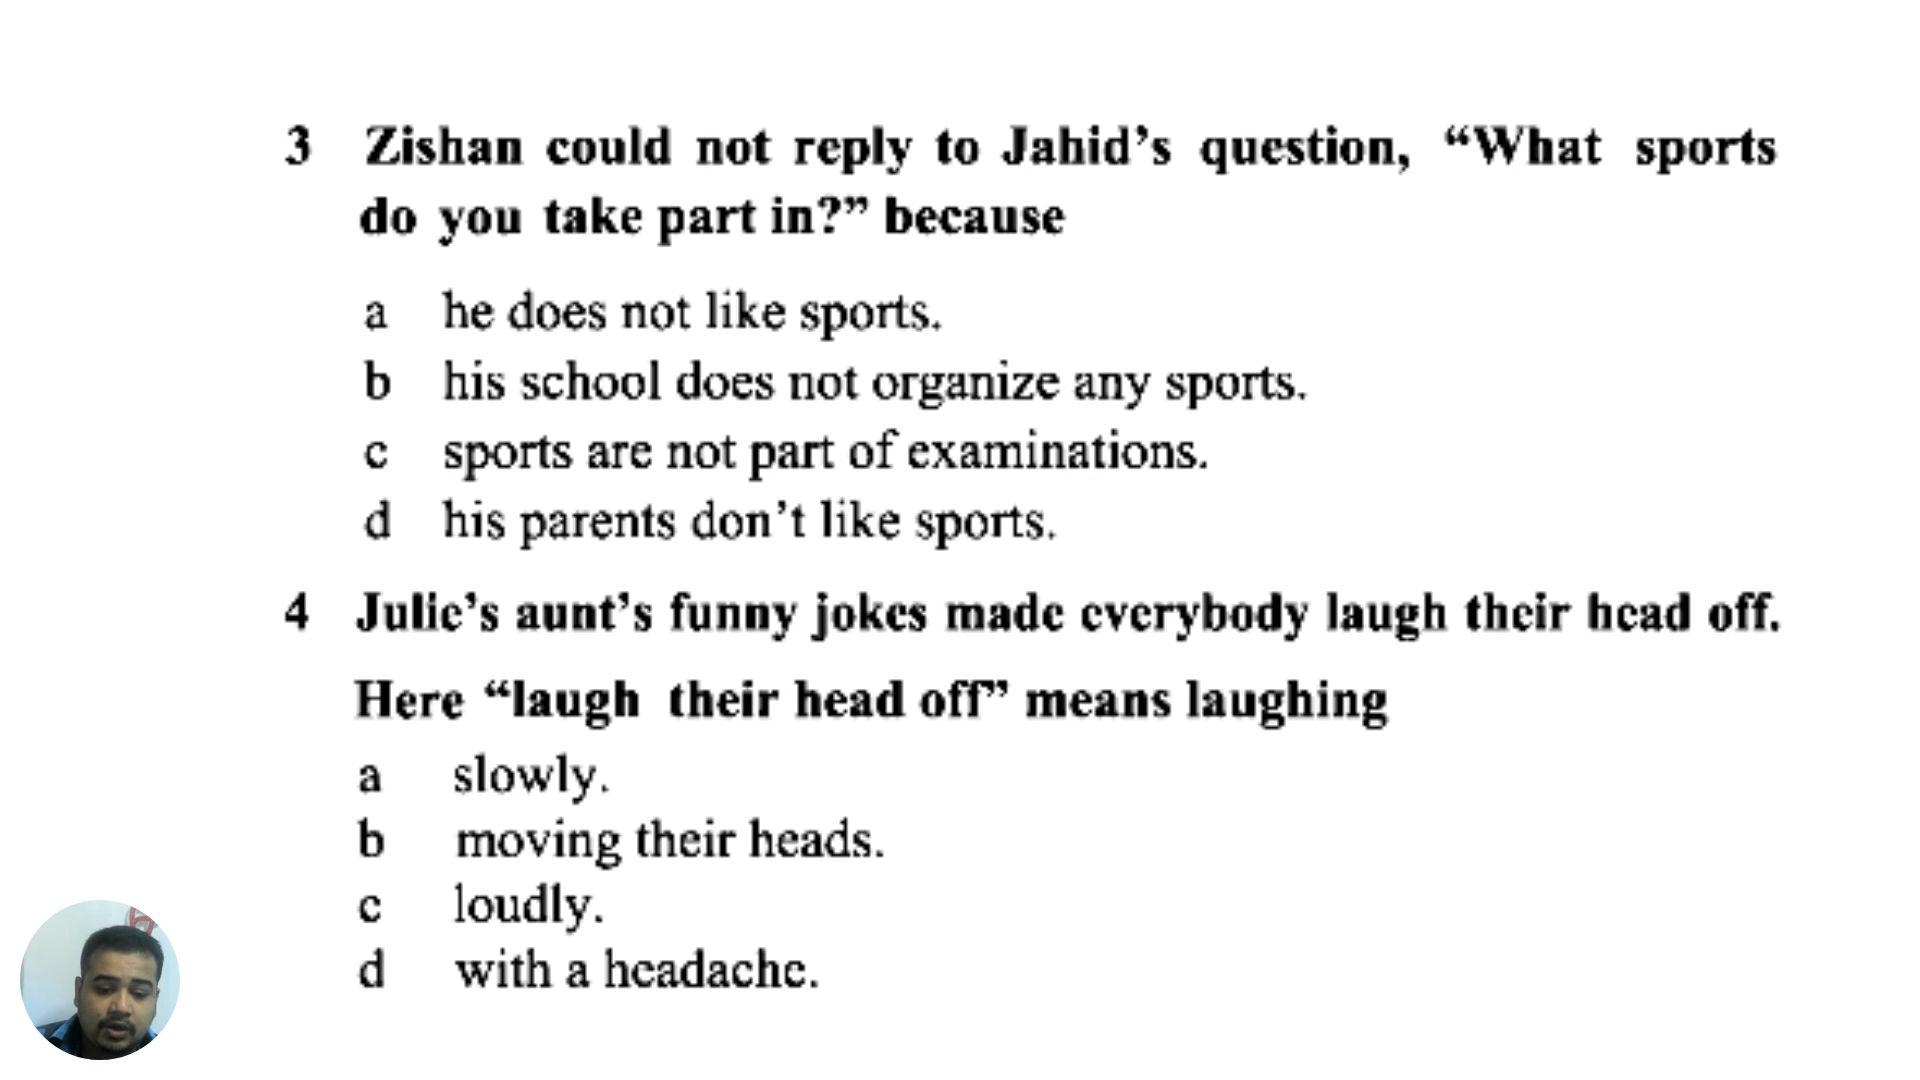 3 Zishan could not reply to Jahid’s question, “What sports
do you take part in?” because
a he does not like sports.
b his school does not organize any sports.
c sports are not part of examinations.
d his parents don’t like sports.
4 Julie’s aunt’s funny jokes made everybody laugh their head off.
Here “laugh their head off” means laughing
a slowly.
b moving their heads.
c loudly.
d with a headache.